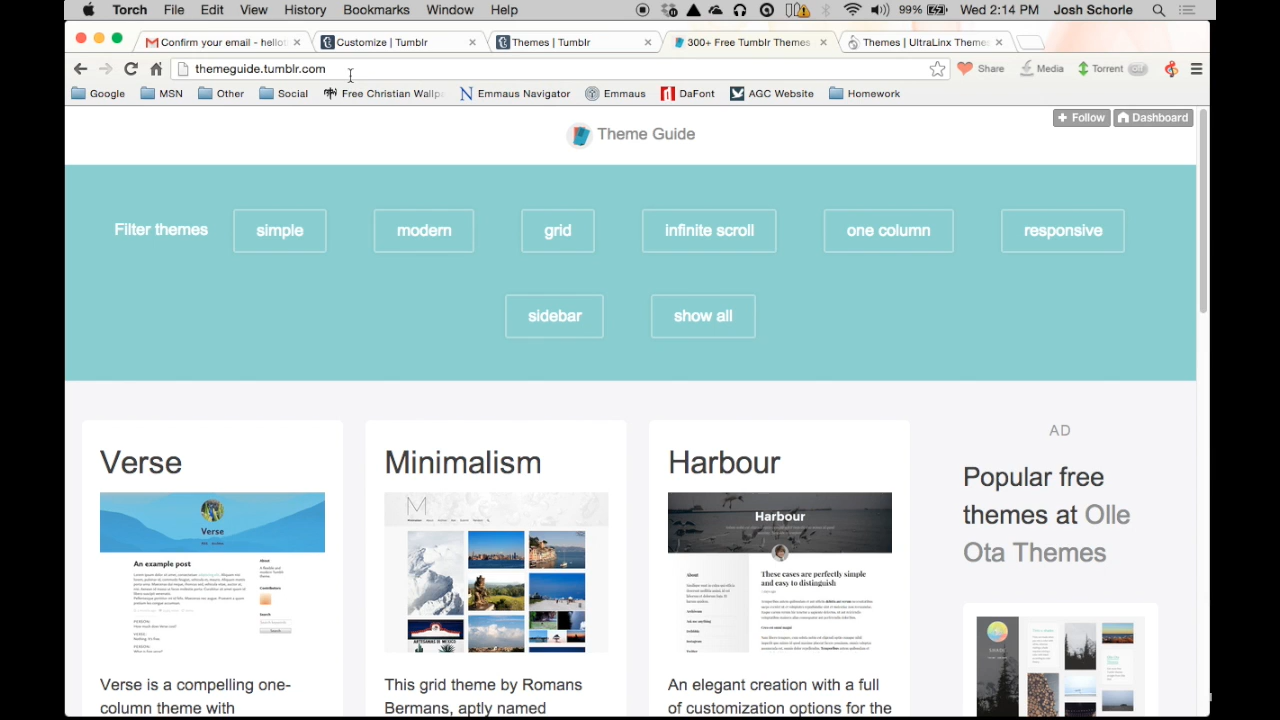 Torch File Edit View History Bookmarks Window Help 99% Wed 2:14 PM Josh Schorle
Confirm your email - hello
Customize | Tumblr
Themes | Tumblr
300+ Free Tumblr Themes
Themes | UltraLinx Themes
themeguide.tumblr.com
Share Media Torrent off
Google MSN Other Social Free Christian Wallpa Emmaus Navigator Emmaus DaFont AGC Website Homework
Follow Dashboard
Theme Guide
Filter themes simple modern grid infinite scroll one column responsive
sidebar show all
Verse
Verse
An example post
Verse is a compelling one-
column theme with
Minimalism
M
This grid theme by Romans
Bermans, aptly named
Harbour
Harbour
About
These cases are perfectly simple
and easy to distinguish
An elegant creation with a full
of customization options for the
AD
Popular free
themes at Olle
Ota Themes